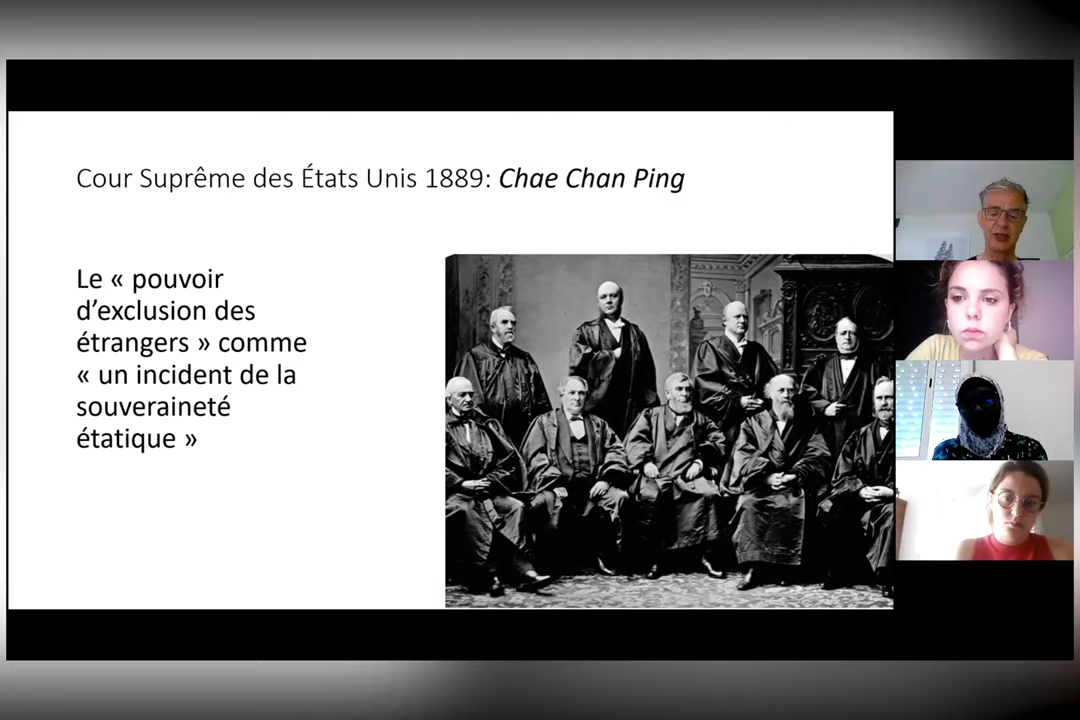 Cour Suprême des États Unis 1889: Chae Chan Ping
Le « pouvoir
d’exclusion des
étrangers » comme
« un incident de la
souveraineté
étatique »